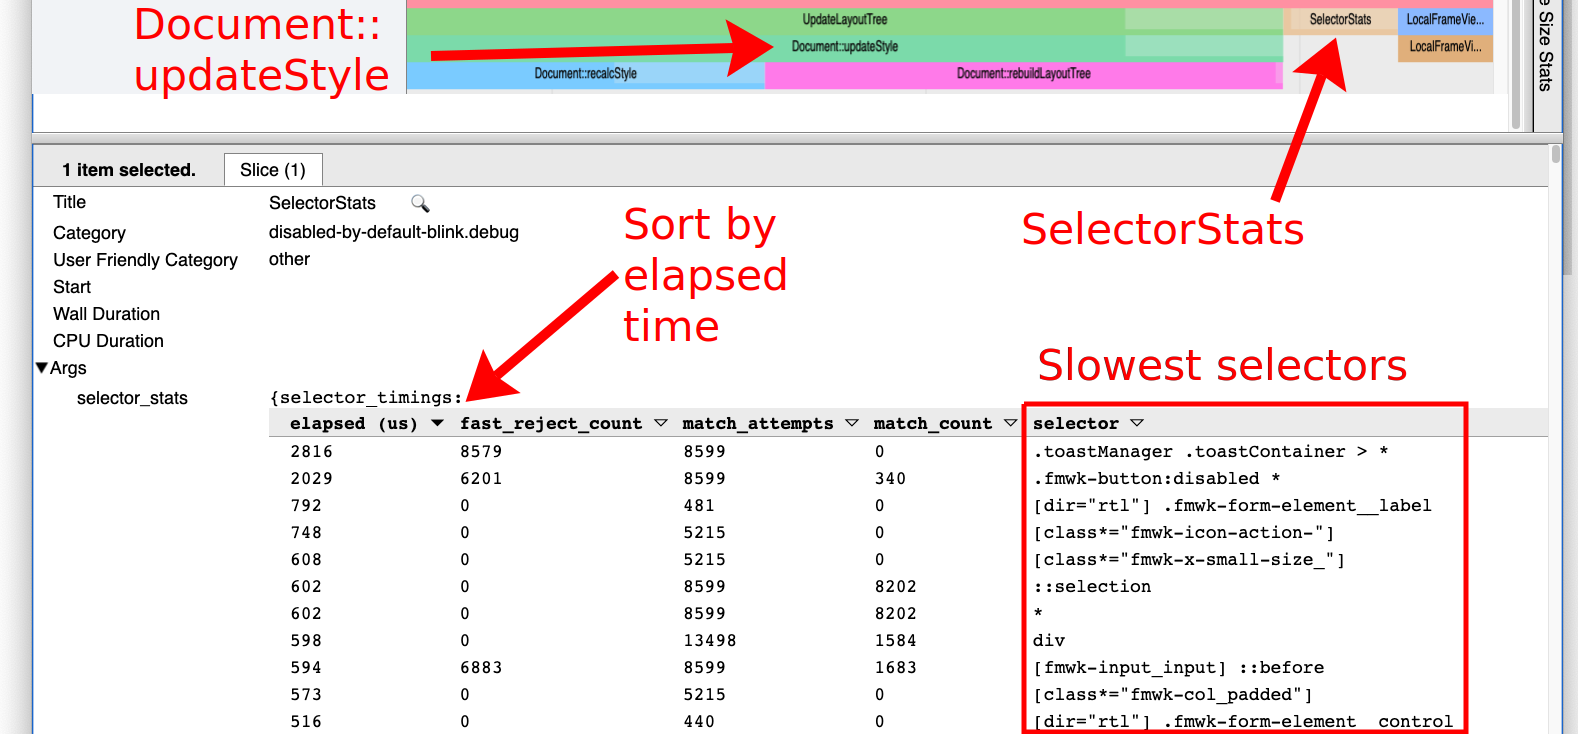 Document::
updateStyle
UpdateLayoutTree
SelectorStats
LocalFrameVie...
Document::updateStyle
LocalFrameVi...
Document::recalcStyle
Document::rebuildLayoutTree
e Size Stats
1 item selected.
Slice (1)
Title SelectorStats
Category disabled-by-default-blink.debug
User Friendly Category other
Start
Wall Duration
CPU Duration
▼Args
selector_stats {selector_timings:
Sort by
elapsed
time
SelectorStats
Slowest selectors
elapsed (us) ▼ fast_reject_count ▽ match_attempts ▽ match_count ▽ selector ▽
2816 8579 8599 0 .toastManager .toastContainer > *
2029 6201 8599 340 .fmwk-button:disabled *
792 0 481 0 [dir="rtl"] .fmwk-form-element__label
748 0 5215 0 [class*="fmwk-icon-action-"]
608 0 5215 0 [class*="fmwk-x-small-size_"]
602 0 8599 8202 ::selection
602 0 8599 8202 *
598 0 13498 1584 div
594 6883 8599 1683 [fmwk-input_input] ::before
573 0 5215 0 [class*="fmwk-col_padded"]
516 0 440 0 [dir="rtl"] .fmwk-form-element__control